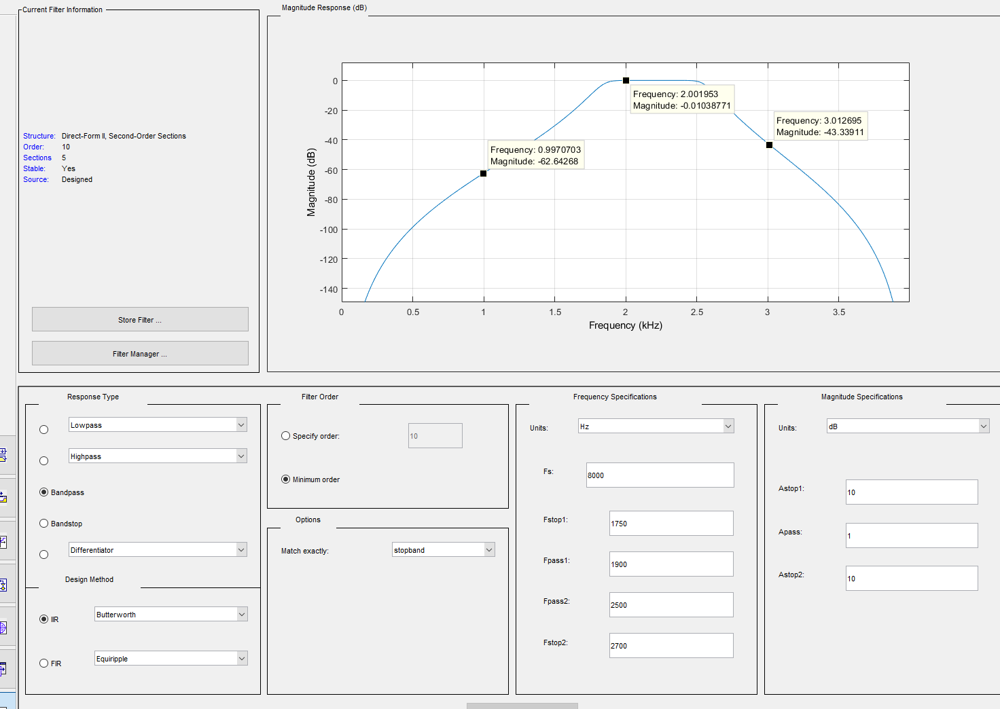 Current Filter Information
Structure: Direct-Form II, Second-Order Sections
Order: 10
Sections 5
Stable: Yes
Source: Designed
Store Filter ...
Filter Manager ...
Magnitude Response (dB)
Magnitude (dB)
0
-20
-40
-60
-80
-100
-120
-140
Frequency: 2.001953
Magnitude: -0.01038771
Frequency: 3.012695
Magnitude: -43.33911
Frequency: 0.9970703
Magnitude: -62.64268
0 0.5 1 1.5 2 2.5 3 3.5
Frequency (kHz)
Response Type
Lowpass
Highpass
Bandpass
Bandstop
Differentiator
Design Method
IIR Butterworth
FIR Equiripple
Filter Order
Specify order: 10
Minimum order
Options
Match exactly: stopband
Frequency Specifications
Units: Hz
Fs: 8000
Fstop1: 1750
Fpass1: 1900
Fpass2: 2500
Fstop2: 2700
Magnitude Specifications
Units: dB
Astop1: 10
Apass: 1
Astop2: 10